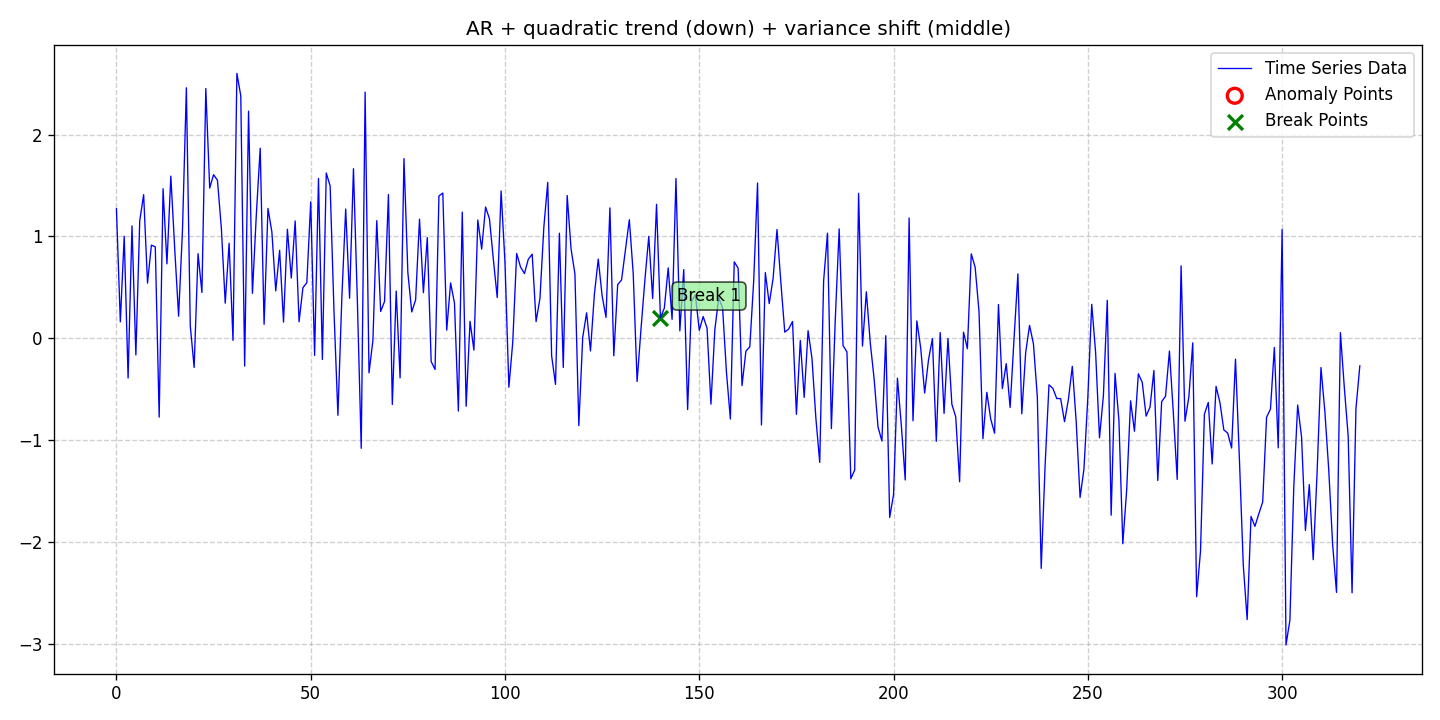 AR + quadratic trend (down) + variance shift (middle)
Time Series Data
Anomaly Points
Break Points
Break 1
2
1
0
−1
−2
−3
0 50 100 150 200 250 300